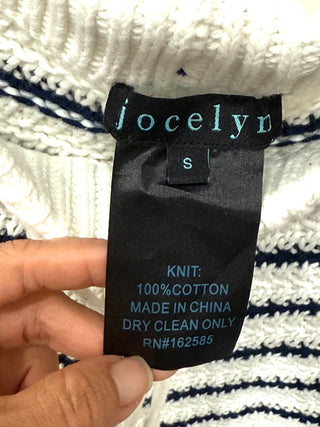 jocelyn
S
KNIT:
100%COTTON
MADE IN CHINA
DRY CLEAN ONLY
RN#162585